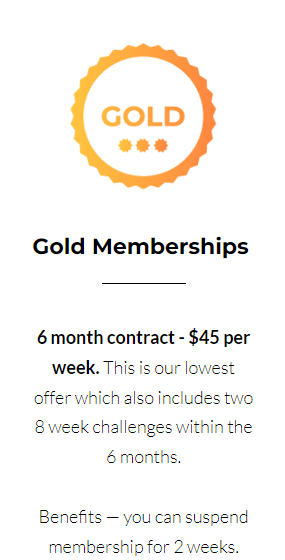 GOLD
Gold Memberships
6 month contract - $45 per
week. This is our lowest
offer which also includes two
8 week challenges within the
6 months.
Benefits — you can suspend
membership for 2 weeks.